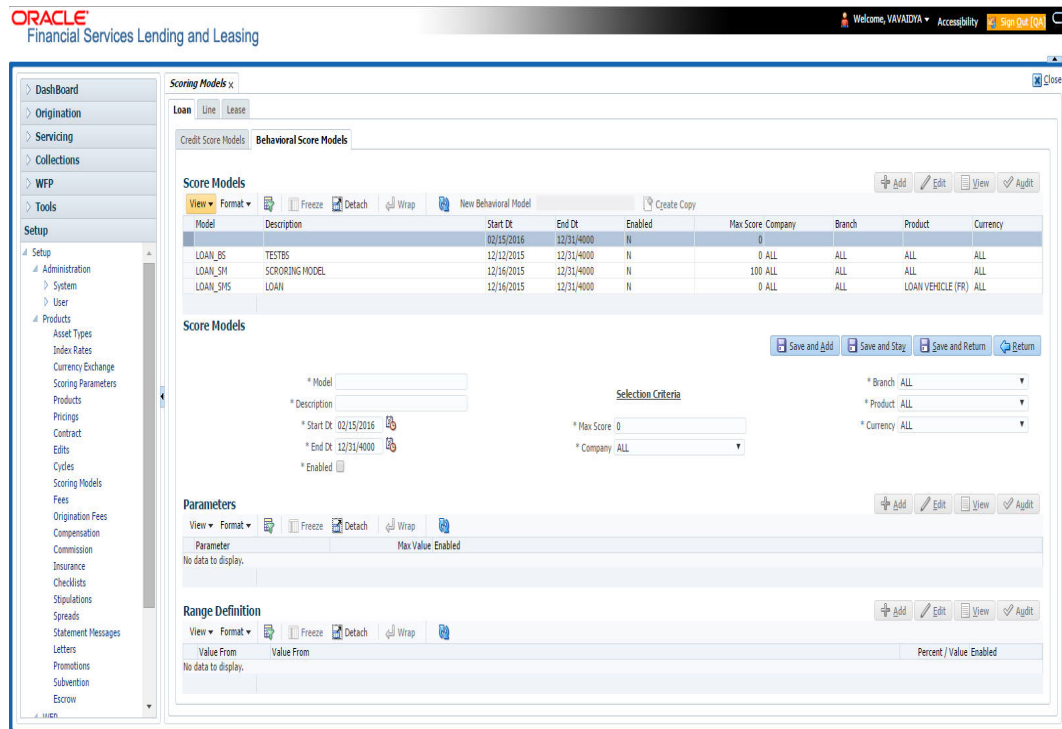 ORACLE
Financial Services Lending and Leasing
Welcome, VAVAIDYA Accessibility Sign Out [QA]
DashBoard
Origination
Servicing
Collections
WFP
Tools
Setup
Setup
Administration
System
User
Products
Asset Types
Index Rates
Currency Exchange
Scoring Parameters
Products
Pricings
Contract
Edits
Cycles
Scoring Models
Fees
Origination Fees
Compensation
Commission
Insurance
Checklists
Stipulations
Spreads
Statement Messages
Letters
Promotions
Subvention
Escrow
WFP
Scoring Models x Close
Loan Line Lease
Credit Score Models Behavioral Score Models
Score Models Add Edit View Audit
View Format Freeze Detach Wrap New Behavioral Model Create Copy
Model Description Start Dt End Dt Enabled Max Score Company Branch Product Currency
02/15/2016 12/31/4000 N 0
LOAN_BS TESTBS 12/12/2015 12/31/4000 N 0 ALL ALL ALL ALL
LOAN_SM SCRORING MODEL 12/16/2015 12/31/4000 N 100 ALL ALL ALL ALL
LOAN_SMS LOAN 12/16/2015 12/31/4000 N 0 ALL ALL LOAN VEHICLE (FR) ALL
Score Models
Save and Add Save and Stay Save and Return Return
* Model
* Description
* Start Dt 02/15/2016
* End Dt 12/31/4000
* Enabled
Selection Criteria
* Max Score 0
* Company ALL
* Branch ALL
* Product ALL
* Currency ALL
Parameters Add Edit View Audit
View Format Freeze Detach Wrap
Parameter Max Value Enabled
No data to display.
Range Definition Add Edit View Audit
View Format Freeze Detach Wrap
Value From Value From Percent / Value Enabled
No data to display.